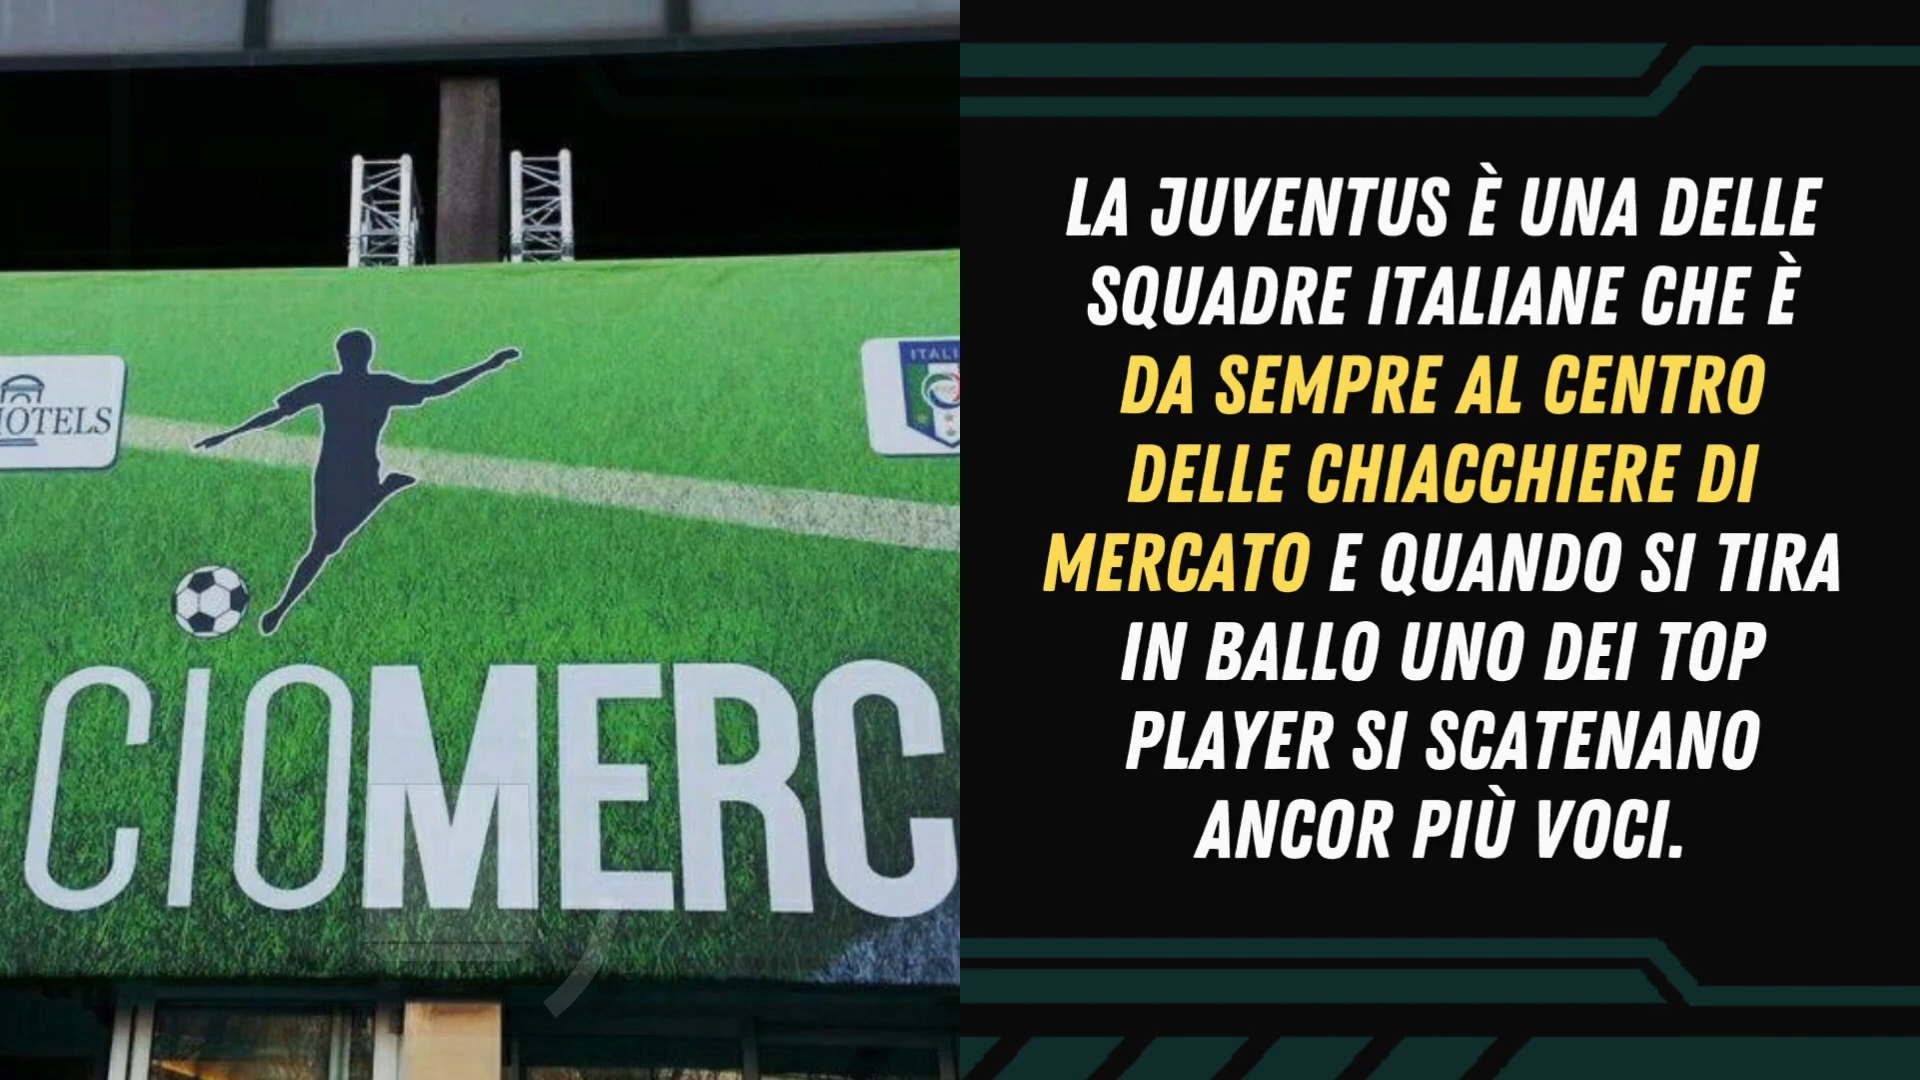 ITALI
HOTELS
CIOMERC
LA JUVENTUS È UNA DELLE
SQUADRE ITALIANE CHE È
DA SEMPRE AL CENTRO
DELLE CHIACCHIERE DI
MERCATO E QUANDO SI TIRA
IN BALLO UNO DEI TOP
PLAYER SI SCATENANO
ANCOR PIÙ VOCI.